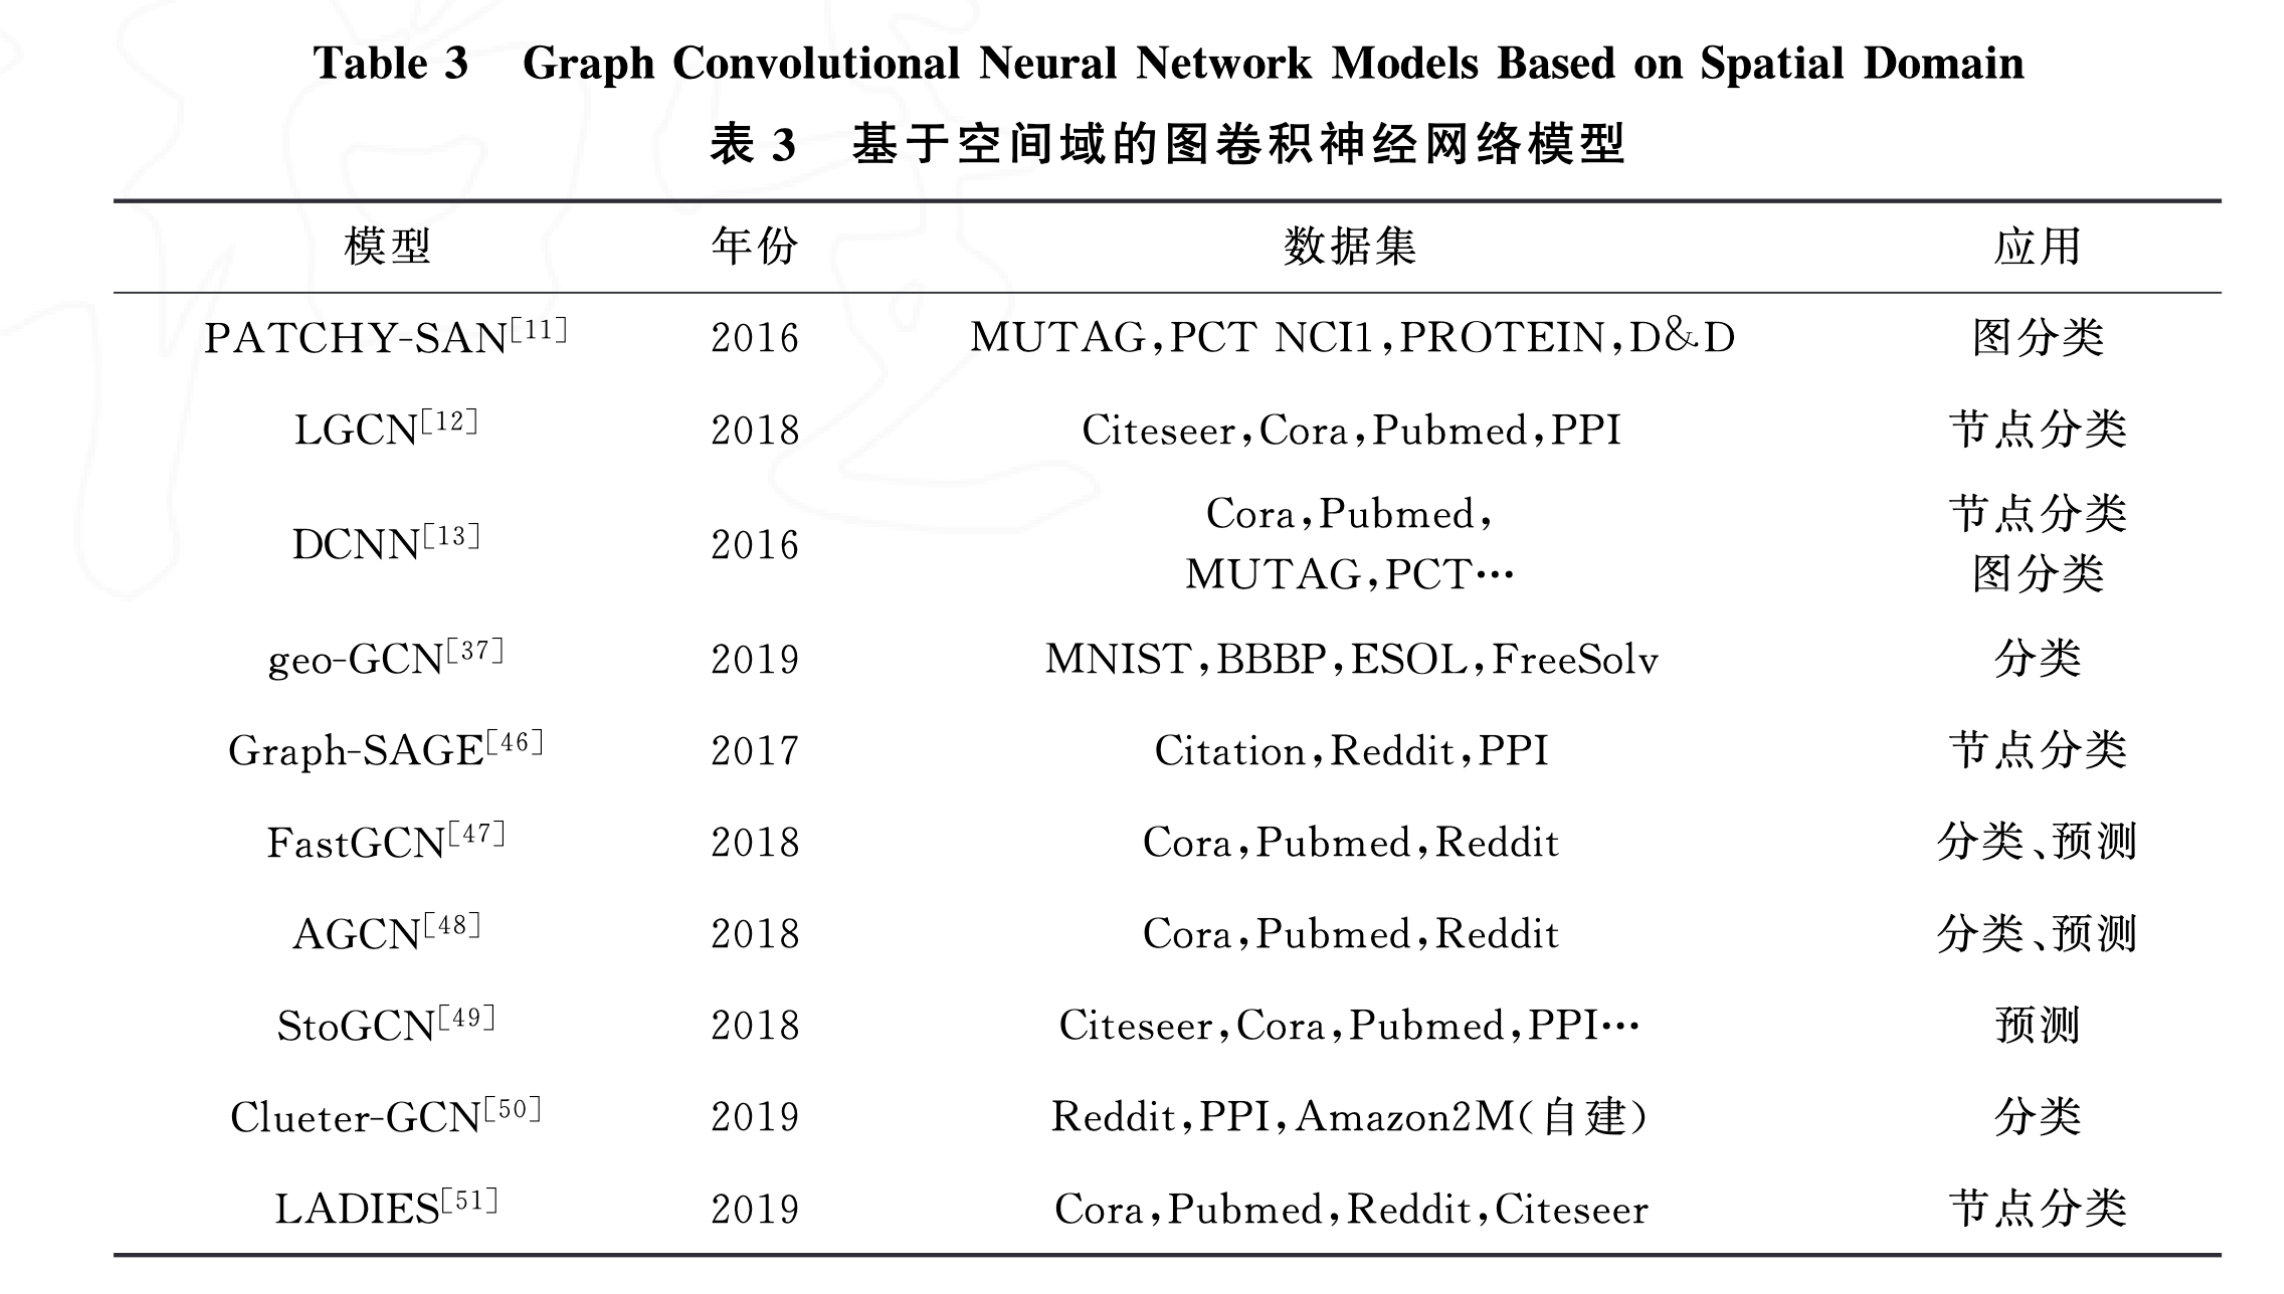 Table 3 Graph Convolutional Neural Network Models Based on Spatial Domain
表 3 基于空间域的图卷积神经网络模型
模型 年份 数据集 应用
PATCHY-SAN[11] 2016 MUTAG,PCT NCI1,PROTEIN,D&D 图分类
LGCN[12] 2018 Citeseer,Cora,Pubmed,PPI 节点分类
DCNN[13] 2016 Cora,Pubmed, 节点分类
MUTAG,PCT… 图分类
geo-GCN[37] 2019 MNIST,BBBP,ESOL,FreeSolv 分类
Graph-SAGE[46] 2017 Citation,Reddit,PPI 节点分类
FastGCN[47] 2018 Cora,Pubmed,Reddit 分类、预测
AGCN[48] 2018 Cora,Pubmed,Reddit 分类、预测
StoGCN[49] 2018 Citeseer,Cora,Pubmed,PPI… 预测
Clueter-GCN[50] 2019 Reddit,PPI,Amazon2M(自建) 分类
LADIES[51] 2019 Cora,Pubmed,Reddit,Citeseer 节点分类